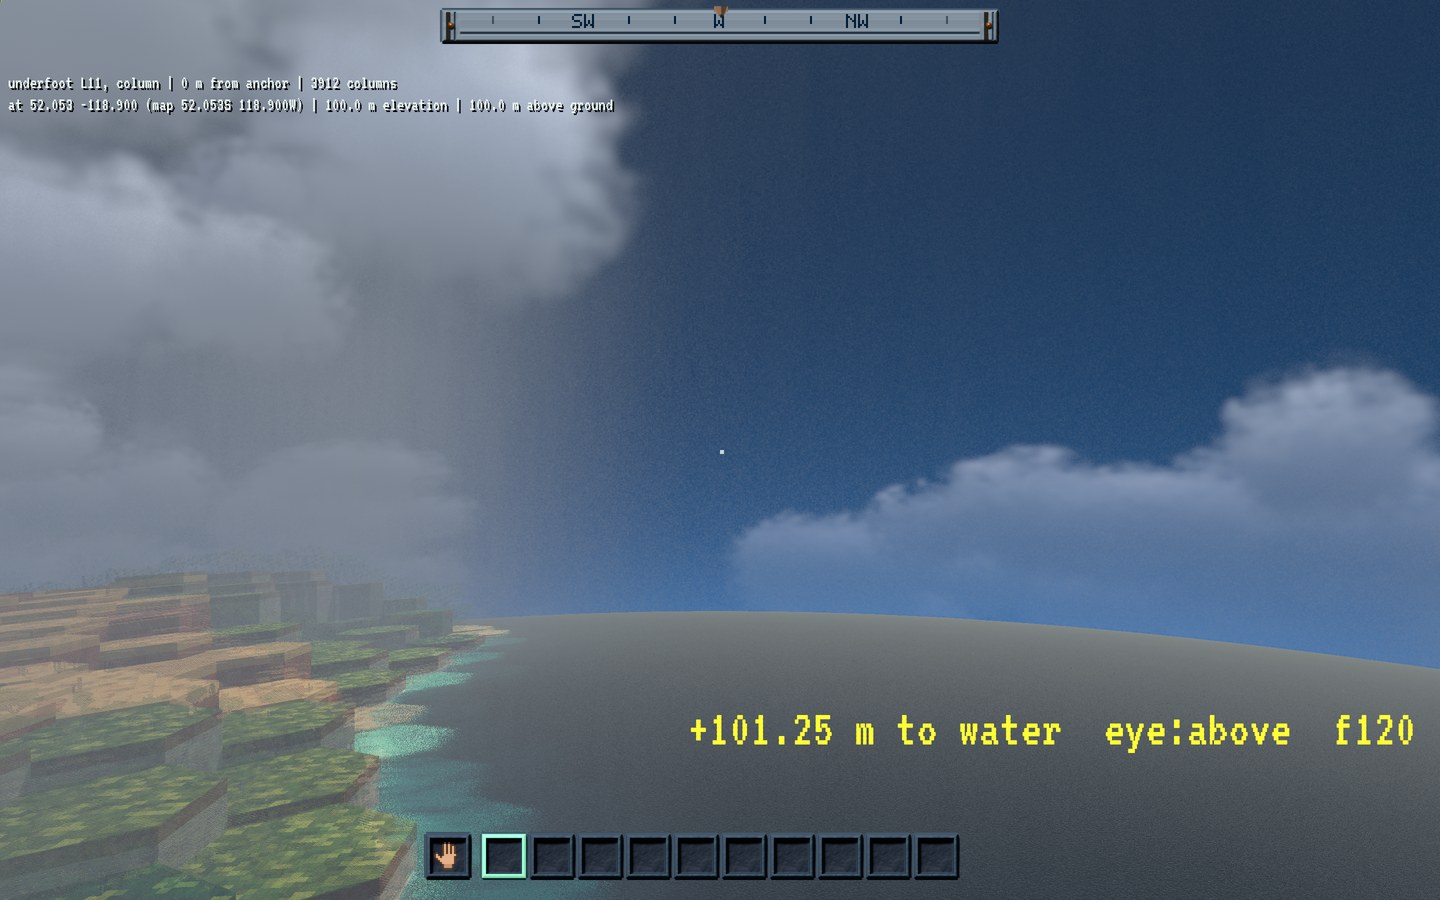 SW W NW
underfoot L11, column | 0 m from anchor | 3912 columns
at 52.053 -118.900 (map 52.053S 118.900W) | 100.0 m elevation | 100.0 m above ground
+101.25 m to water eye:above f120